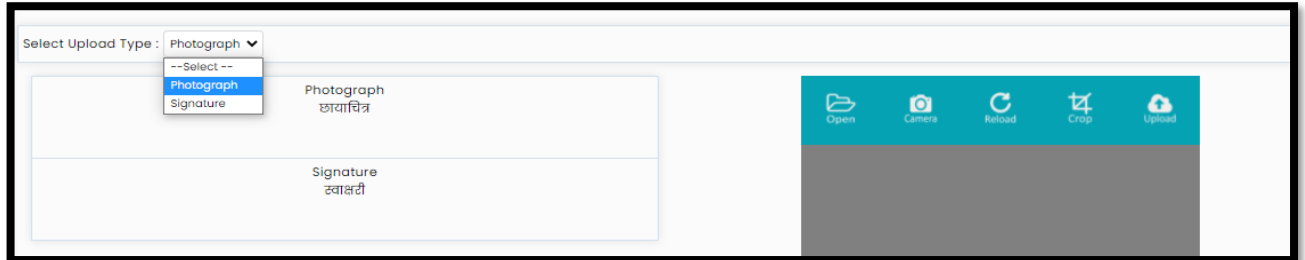 Select Upload Type : Photograph
--Select --
Photograph
Signature
Photograph
छायाचित्र
Signature
स्वाक्षरी
Open
Camera
Reload
Crop
Upload